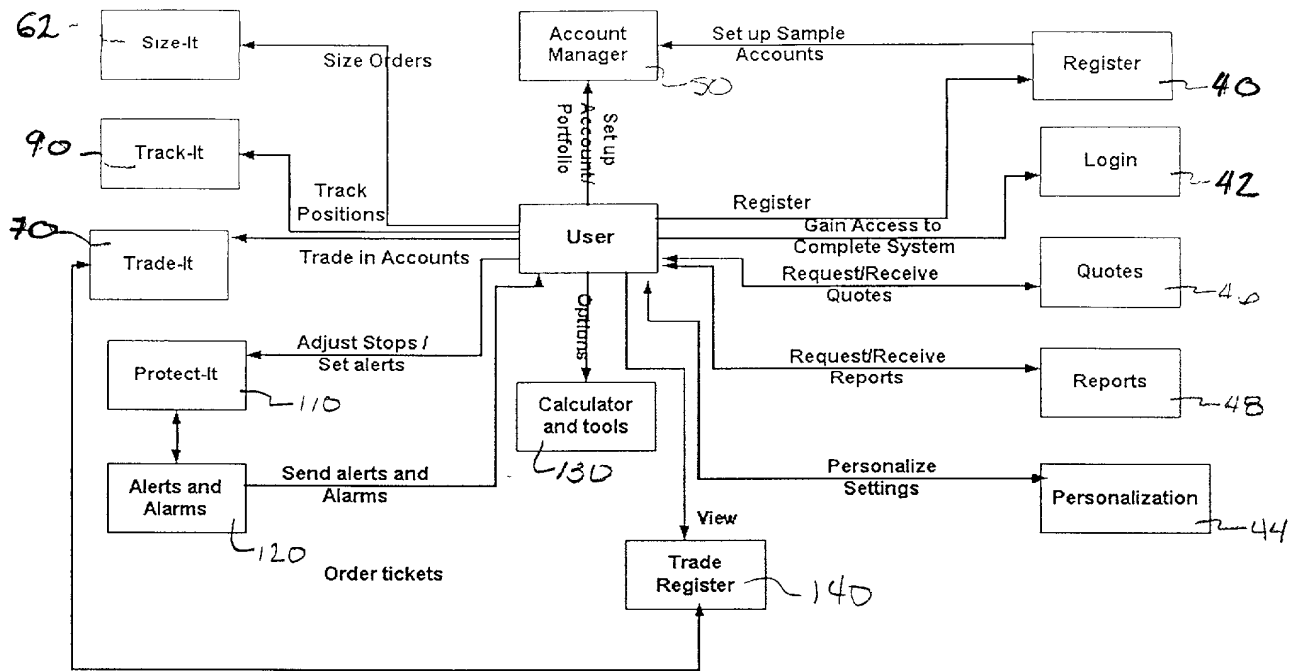 62
Size-It
Size Orders
Account
Manager
50
Set up Sample
Accounts
Register
40
90
Track-It
Track
Positions
Set up
Account/
Portfolio
Login
42
Register
Gain Access to
Complete System
70
Trade-It
Trade in Accounts
User
Request/Receive
Quotes
Quotes
46
Adjust Stops /
Set alerts
Protect-It
110
Options
Calculator
and tools
130
Request/Receive
Reports
Reports
48
Alerts and
Alarms
120
Send alerts and
Alarms
Personalize
Settings
Personalization
44
View
Trade
Register
140
Order tickets